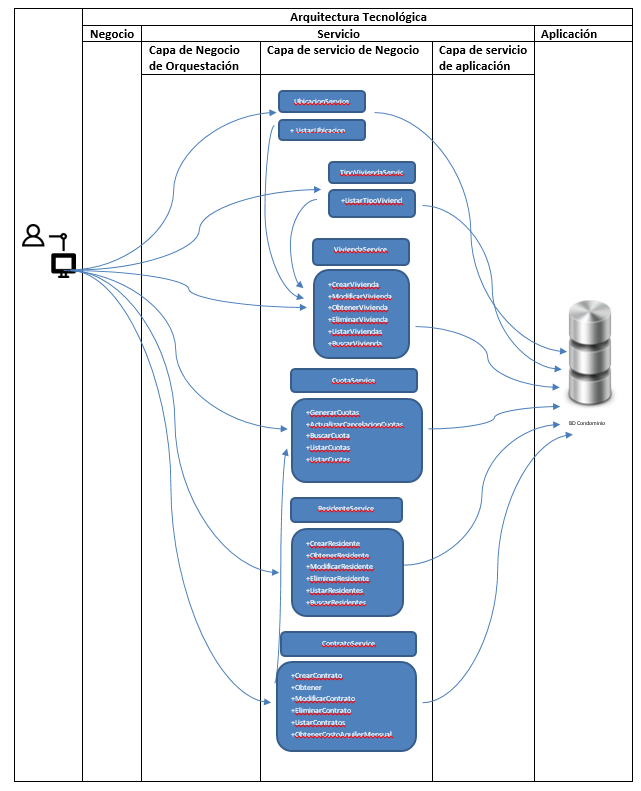 Arquitectura Tecnológica
Negocio
Servicio
Aplicación
Capa de Negocio
de Orquestación
Capa de servicio de Negocio
Capa de servicio
de aplicación
UbicacionService
+ ListarUbicacion
TipoViviendaServic
+ListarTipoViviend
ViviendaService
+CrearVivienda
+ModificarVivienda
+ObtenerVivienda
+EliminarVivienda
+ListarViviendas
+BuscarVivienda
CuotaService
+GenerarCuotas
+ActualizarCancelacionCuotas
+BuscarCuota
+ListarCuotas
+ListarCuotas
BD Condominio
ResidenteService
+CrearResidente
+ObtenerResidente
+ModificarResidente
+EliminarResidente
+ListarResidentes
+BuscarResidentes
ContratoService
+CrearContrato
+Obtener
+ModificarContrato
+EliminarContrato
+ListarContratos
+ObtenerCostoAquilerMensual